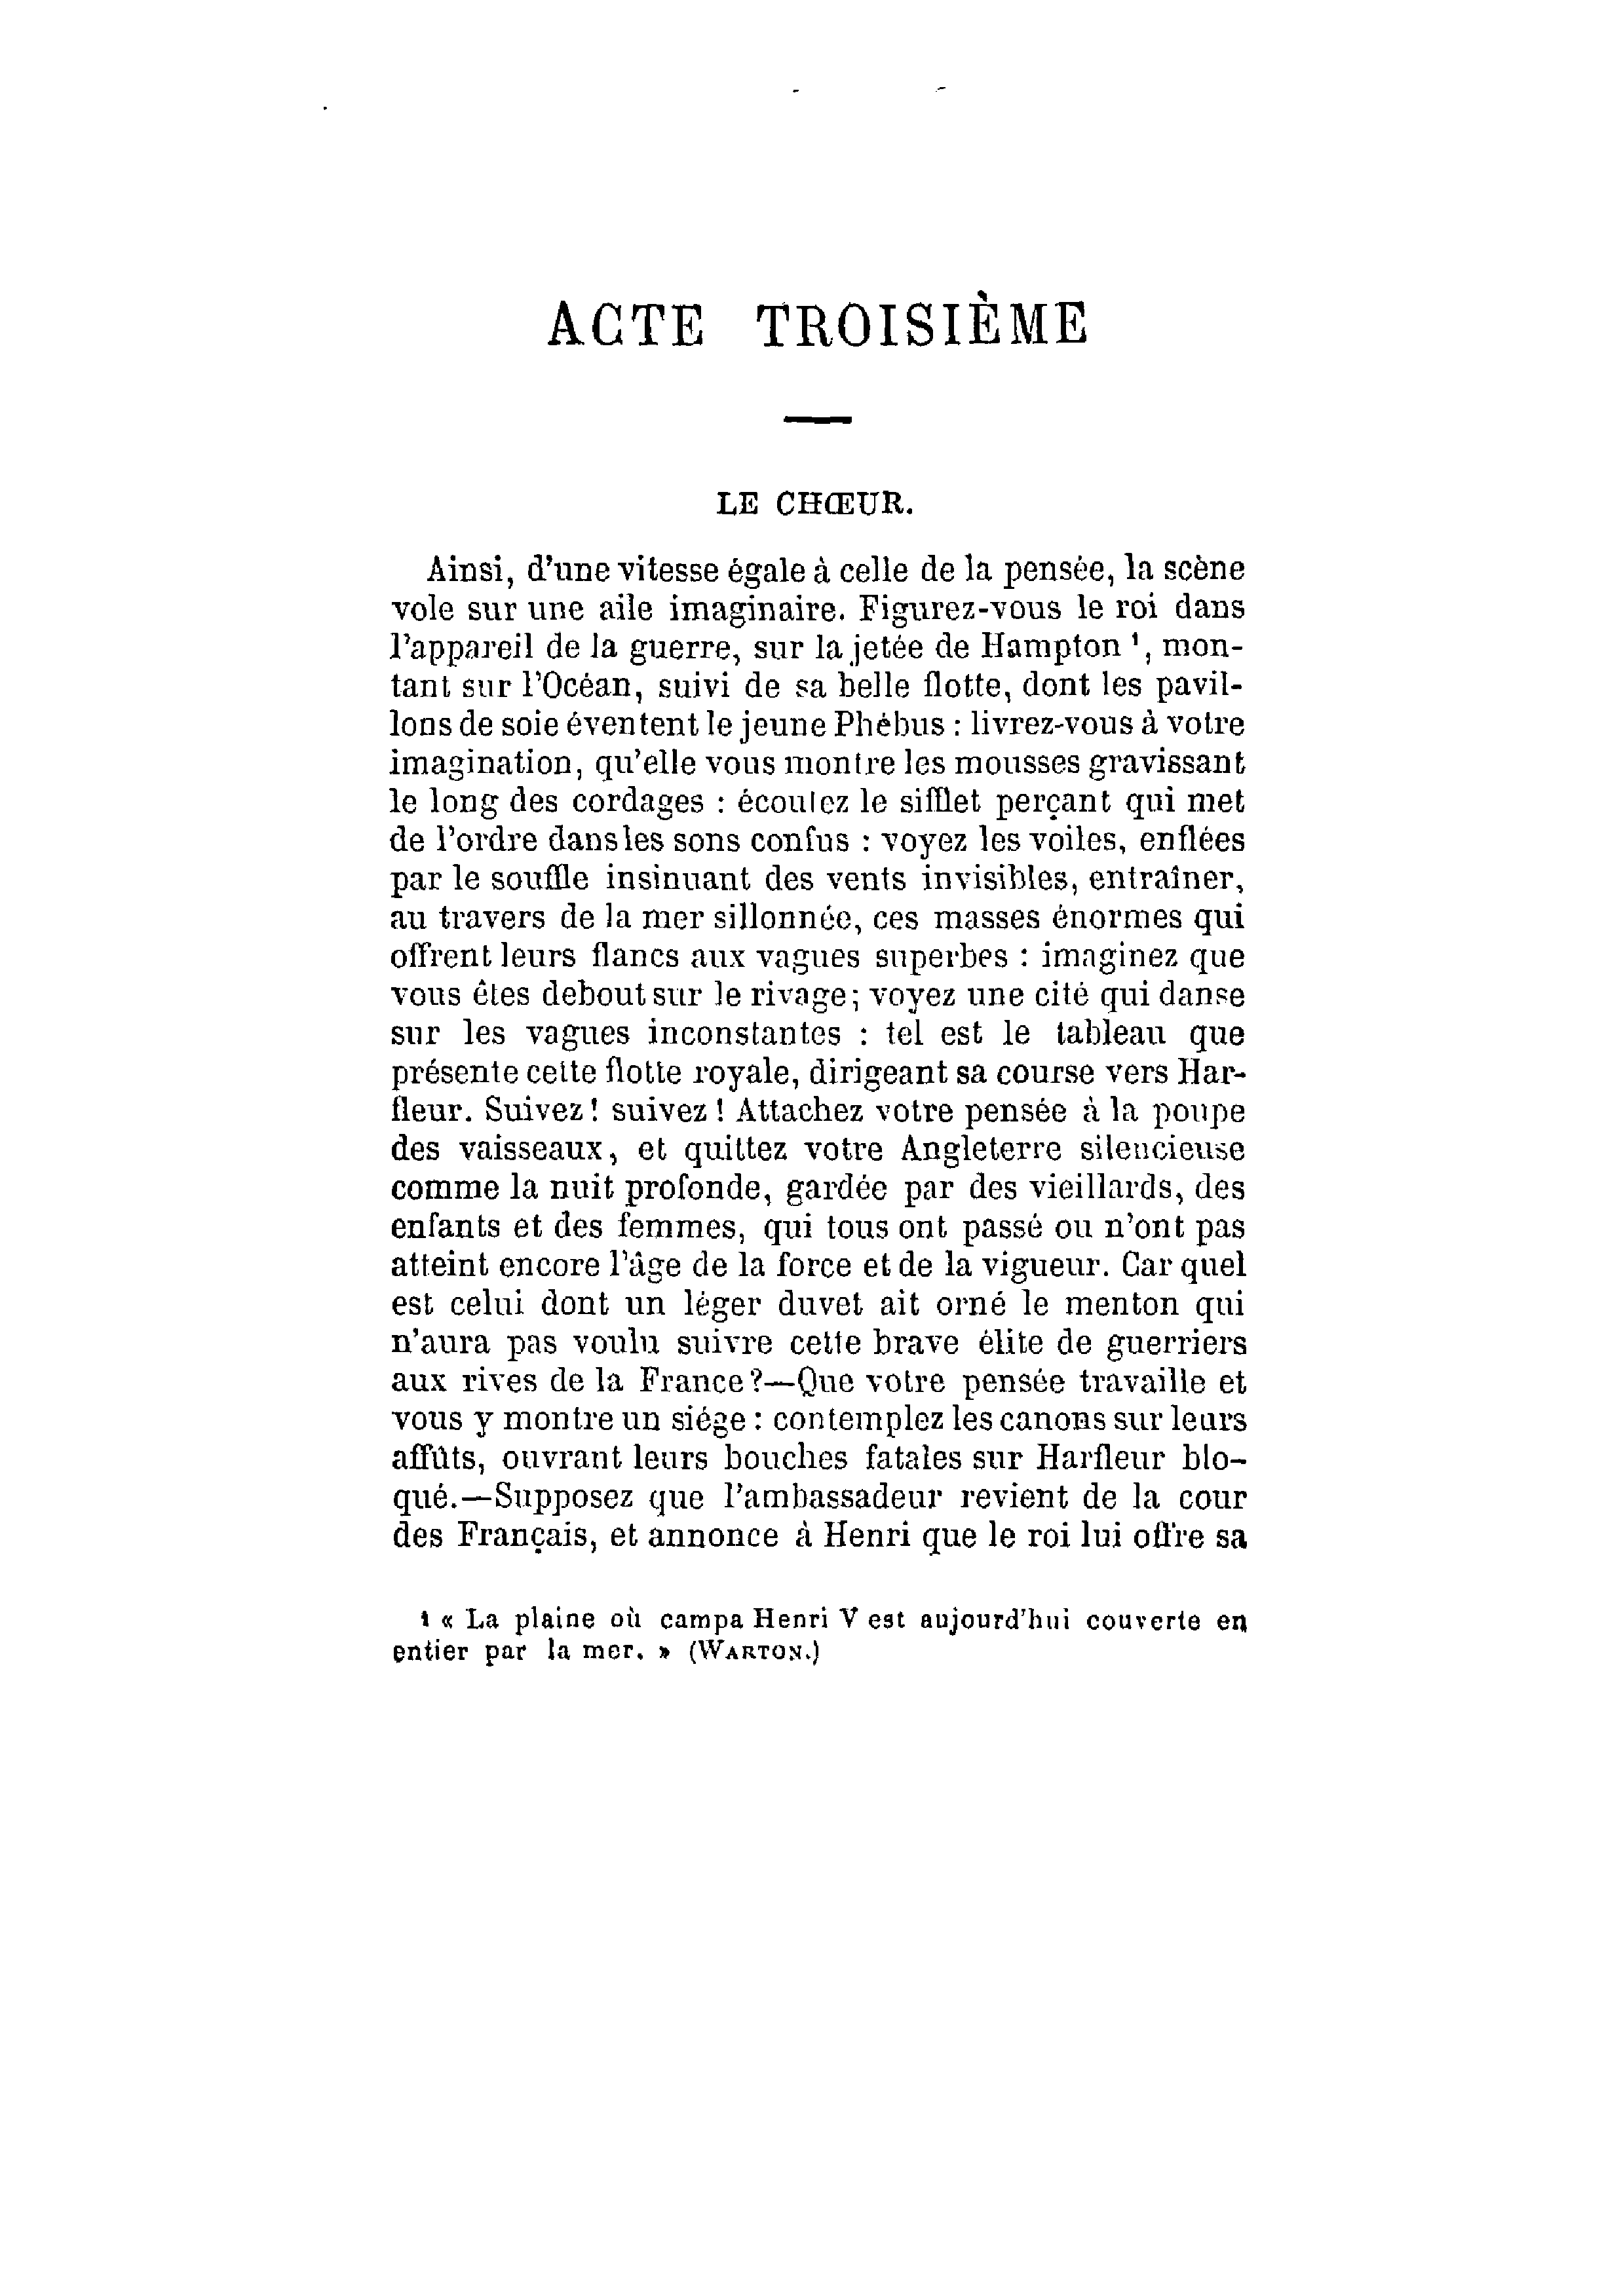 ACTE TROISIÈME
LE CHŒUR.
Ainsi, d'une vitesse égale à celle de la pensée, la scène
vole sur une aile imaginaire. Figurez-vous le roi dans
l'appareil de la guerre, sur la jetée de Hampton ¹, mon-
tant sur l'Océan, suivi de sa belle flotte, dont les pavil-
lons de soie éventent le jeune Phébus : livrez-vous à votre
imagination, qu'elle vous montre les mousses gravissant
le long des cordages : écoutez le sifflet perçant qui met
de l'ordre dans les sons confus : voyez les voiles, enflées
par le souffle insinuant des vents invisibles, entraîner,
au travers de la mer sillonnée, ces masses énormes qui
offrent leurs flancs aux vagues superbes : imaginez que
vous êtes debout sur le rivage; voyez une cité qui danse
sur les vagues inconstantes : tel est le tableau que
présente cette flotte royale, dirigeant sa course vers Har-
fleur. Suivez! suivez! Attachez votre pensée à la poupe
des vaisseaux, et quittez votre Angleterre silencieuse
comme la nuit profonde, gardée par des vieillards, des
enfants et des femmes, qui tous ont passé ou n'ont pas
atteint encore l'âge de la force et de la vigueur. Car quel
est celui dont un léger duvet ait orné le menton qui
n'aura pas voulu suivre cette brave élite de guerriers
aux rives de la France?—Que votre pensée travaille et
vous y montre un siége : contemplez les canons sur leurs
affûts, ouvrant leurs bouches fatales sur Harfleur blo-
qué.—Supposez que l'ambassadeur revient de la cour
des Français, et annonce à Henri que le roi lui offre sa
¹ « La plaine où campa Henri V est aujourd'hui couverte en
entier par la mer. » (WARTON.)